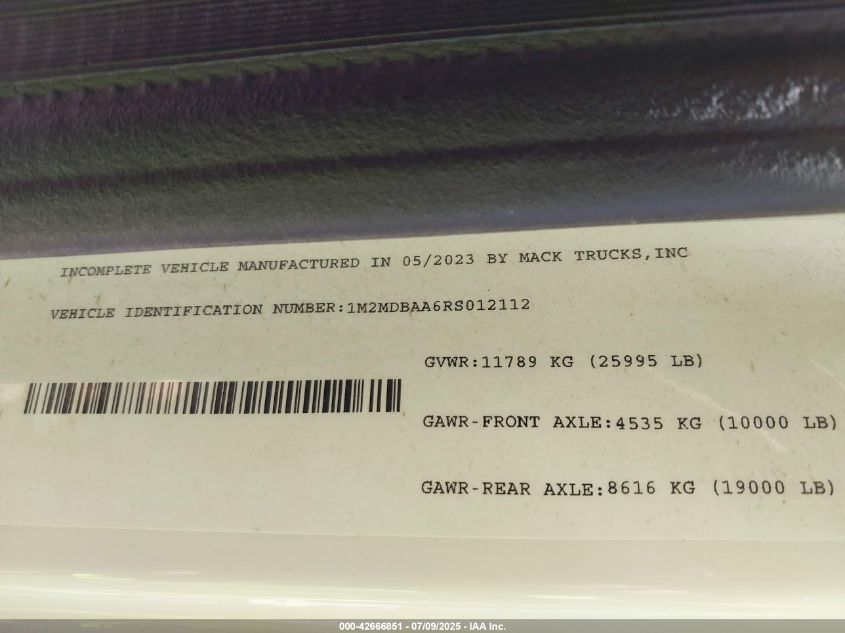 INCOMPLETE VEHICLE MANUFACTURED IN 05/2023 BY MACK TRUCKS,INC
VEHICLE IDENTIFICATION NUMBER:1M2MDBAA6RS012112
GVWR:11789 KG (25995 LB)
GAWR-FRONT AXLE:4535 KG (10000 LB)
GAWR-REAR AXLE:8616 KG (19000 LB)
000-42666851 - 07/09/2025 - IAA Inc.